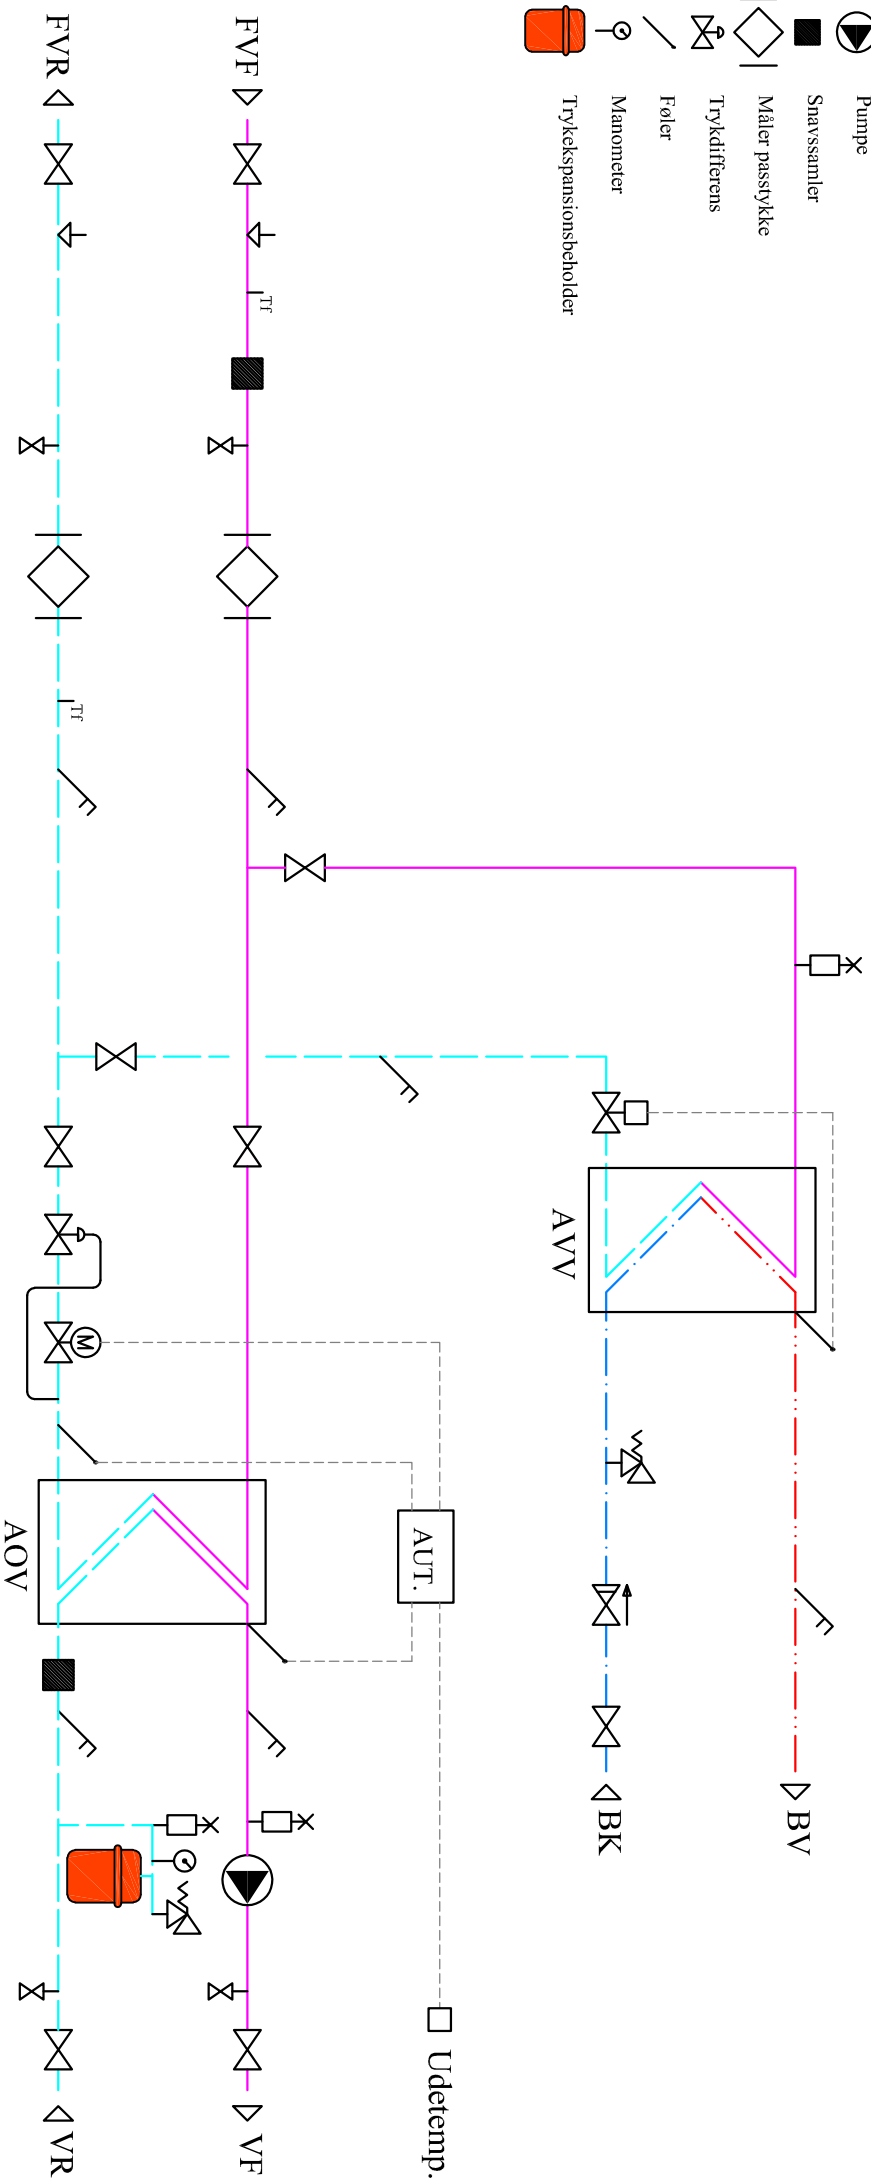 Pumpe
Snavssamler
Måler passtykke
Trykdifferens
Føler
Manometer
Trykekspansionsbeholder
FVF
FVR
Tf
Tf
AVV
BV
BK
M
AOV
AUT.
Udetemp.
VF
VR